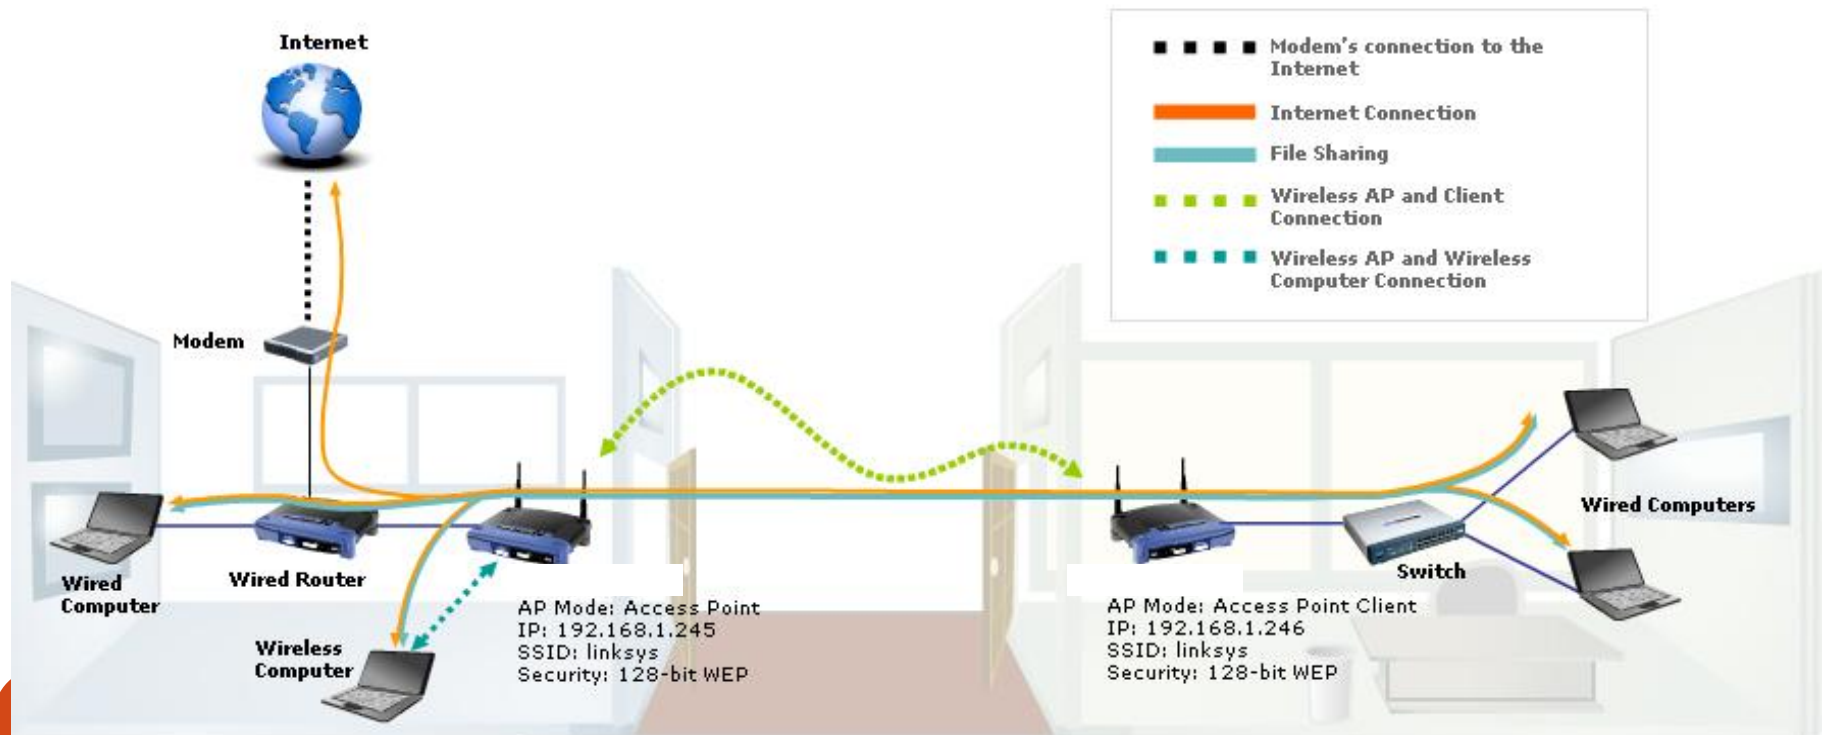 Internet
Modem's connection to the
Internet
Internet Connection
File Sharing
Wireless AP and Client
Connection
Wireless AP and Wireless
Computer Connection
Modem
Wired Computers
Wired Router
Wired
Computer
Switch
AP Mode: Access Point
IP: 192.168.1.245
SSID: linksys
Security: 128-bit WEP
AP Mode: Access Point Client
IP: 192.168.1.246
SSID: linksys
Security: 128-bit WEP
Wireless
Computer